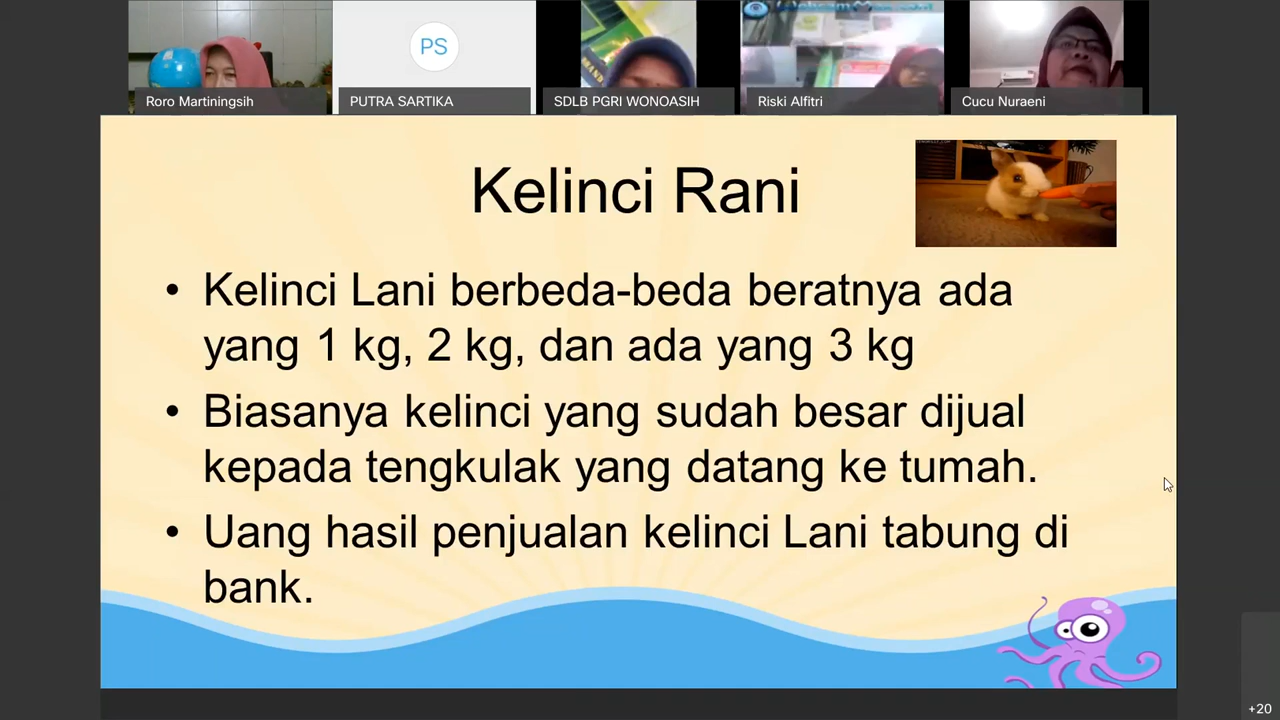 PS
Roro Martiningsih
PUTRA SARTIKA
SDLB PGRI WONOASIH
Riski Alfitri
Cucu Nuraeni
Kelinci Rani
• Kelinci Lani berbeda-beda beratnya ada
yang 1 kg, 2 kg, dan ada yang 3 kg
• Biasanya kelinci yang sudah besar dijual
kepada tengkulak yang datang ke tumah.
• Uang hasil penjualan kelinci Lani tabung di
bank.
+20